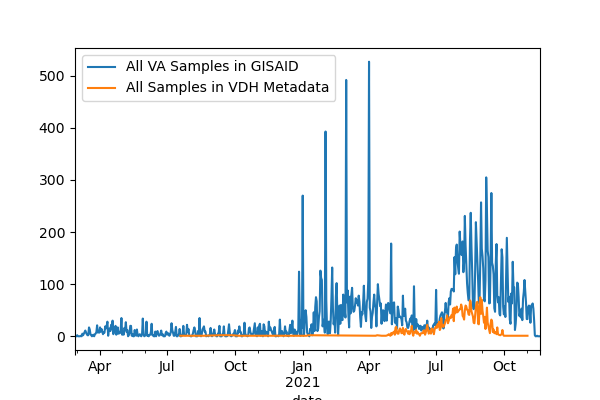 All VA Samples in GISAID
All Samples in VDH Metadata
500
400
300
200
100
0
Apr Jul Oct Jan Apr Jul Oct
2021
date